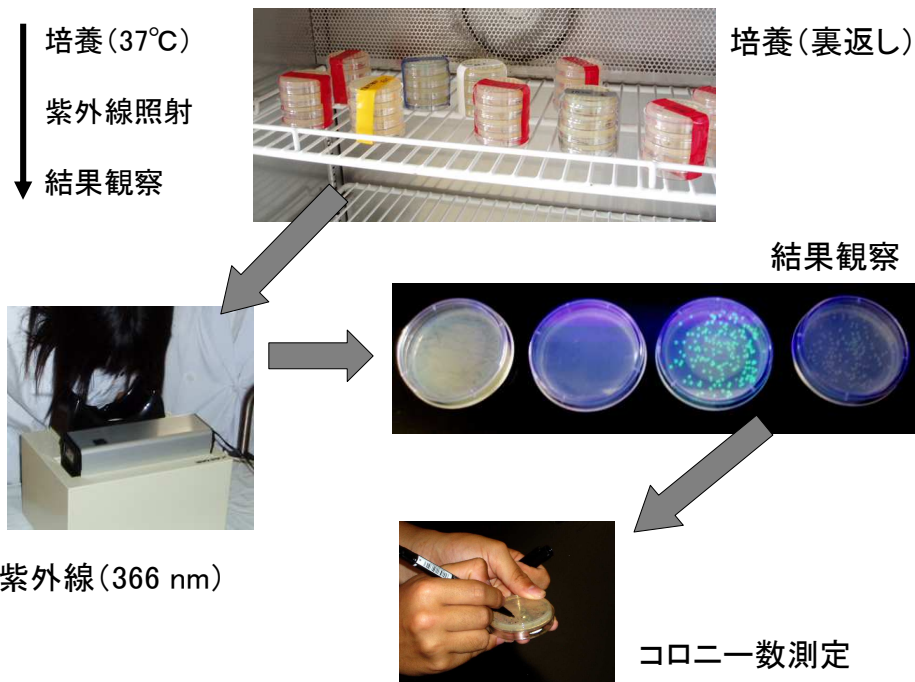 培養(37℃)
紫外線照射
結果観察
培養(裏返し)
結果観察
紫外線(366 nm)
コロニー数測定